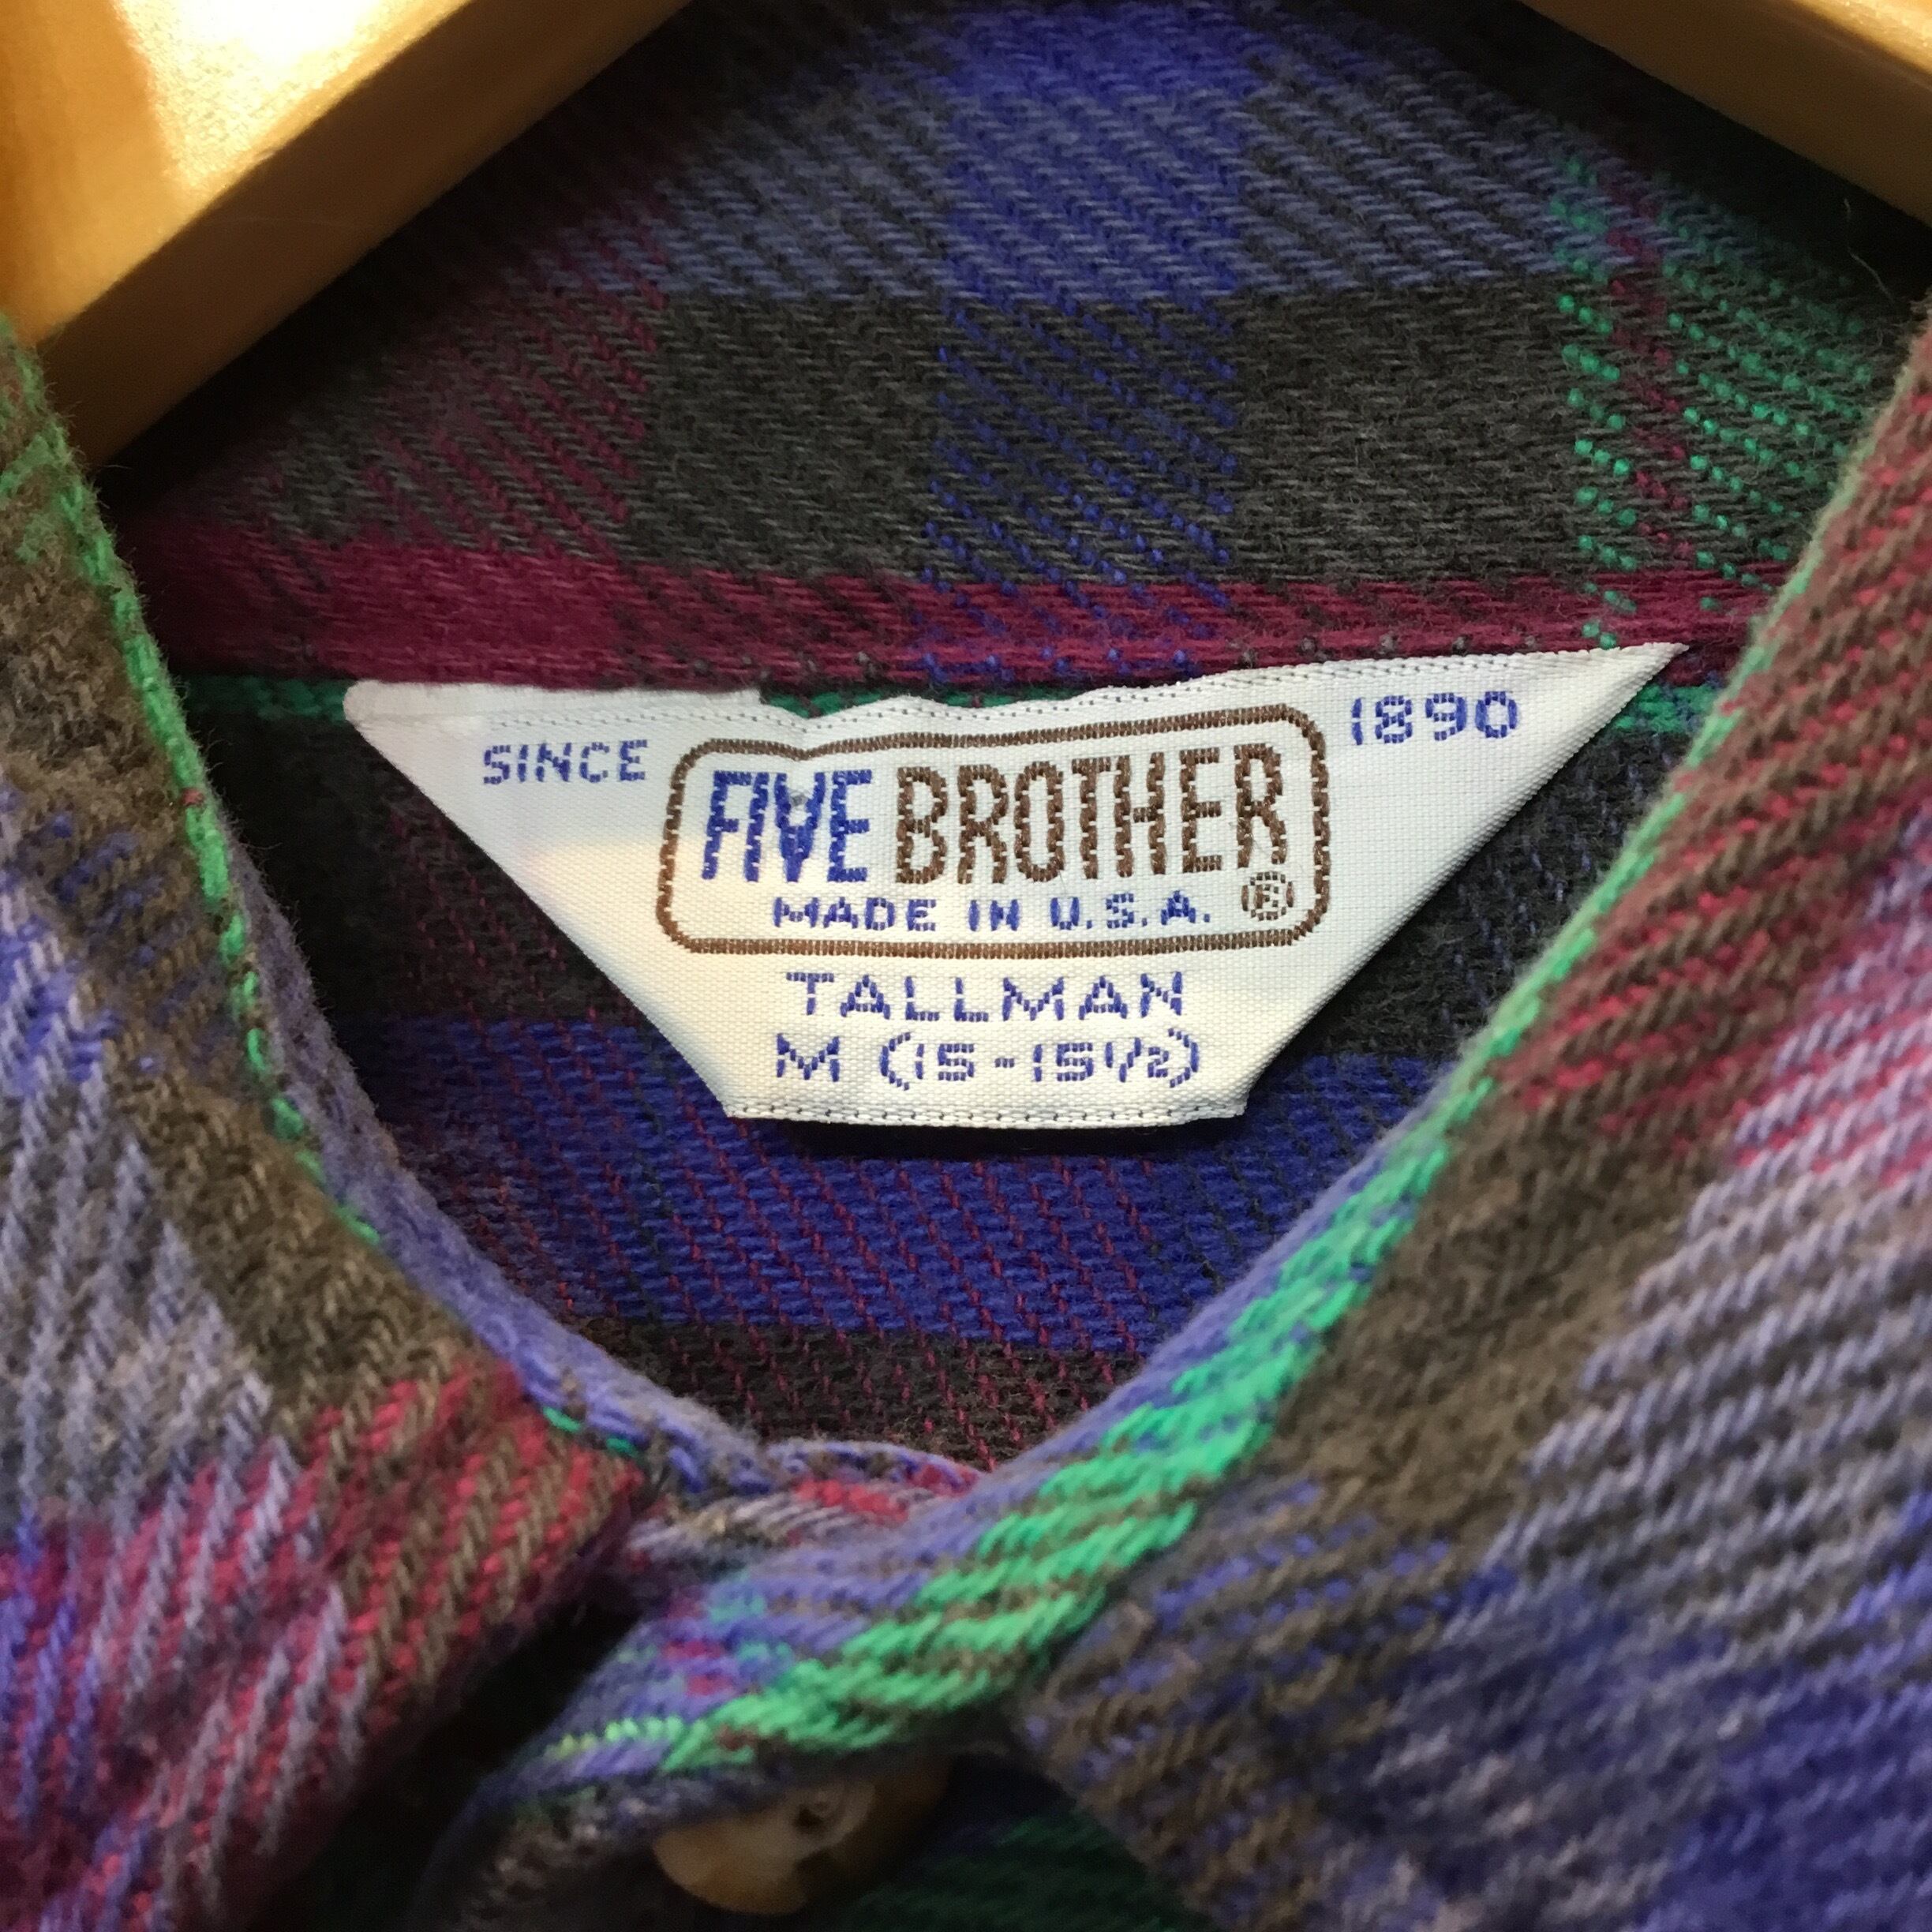 SINCE FIVE BROTHER 1890
MADE IN U.S.A. ®
TALLMAN
M (15-15½)